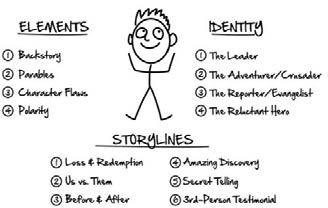 ELEMENTS
① Backstory
② Parables
③ Character Flaws
④ Polarity
IDENTITY
① The Leader
② The Adventurer/Crusader
③ The Reporter/Evangelist
④ The Reluctant Hero
STORYLINES
① Loss & Redemption
② Us vs. Them
③ Before & After
④ Amazing Discovery
⑤ Secret Telling
⑥ 3rd-Person Testimonial